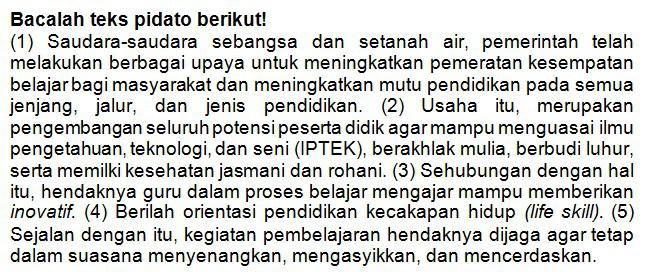 Bacalah teks pidato berikut!
(1) Saudara-saudara sebangsa dan setanah air, pemerintah telah
melakukan berbagai upaya untuk meningkatkan pemeratan kesempatan
belajar bagi masyarakat dan meningkatkan mutu pendidikan pada semua
jenjang, jalur, dan jenis pendidikan. (2) Usaha itu, merupakan
pengembangan seluruh potensi peserta didik agar mampu menguasai ilmu
pengetahuan, teknologi, dan seni (IPTEK), berakhlak mulia, berbudi luhur,
serta memilki kesehatan jasmani dan rohani. (3) Sehubungan dengan hal
itu, hendaknya guru dalam proses belajar mengajar mampu memberikan
inovatif. (4) Berilah orientasi pendidikan kecakapan hidup (life skill). (5)
Sejalan dengan itu, kegiatan pembelajaran hendaknya dijaga agar tetap
dalam suasana menyenangkan, mengasyikkan, dan mencerdaskan.